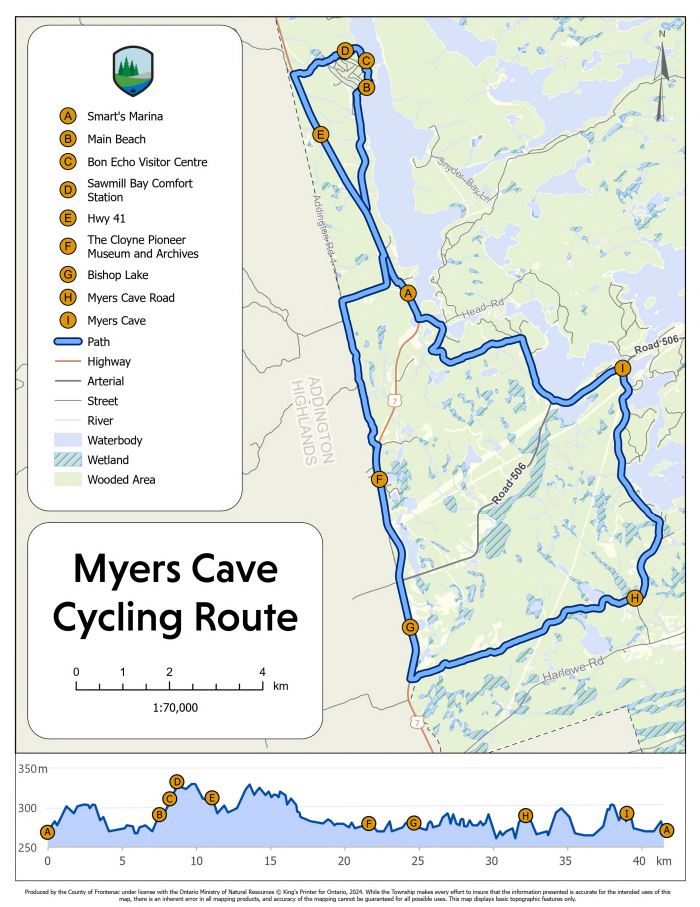 A Smart's Marina
B Main Beach
C Bon Echo Visitor Centre
D Sawmill Bay Comfort
Station
E Hwy 41
F The Cloyne Pioneer
Museum and Archives
G Bishop Lake
H Myers Cave Road
I Myers Cave
Path
Highway
Arterial
Street
River
Waterbody
Wetland
Wooded Area
N
D
C
B
E
Snyder Bay Ln
Addington Rd 4
A
Head Rd
Road 506
I
ADDINGTON
HIGHLANDS
7
F
Road 506
H
G
Harlowe Rd
7
Myers Cave
Cycling Route
0 1 2 4 km
1:70,000
350m
300
250
A B C D E F G H I A
0 5 10 15 20 25 30 35 40 km
Produced by the County of Frontenac under license with the Ontario Ministry of Natural Resources © King's Printer for Ontario, 2024. While the Township makes every effort to insure that the information presented is accurate for the intended uses of this
map, there is an inherent error in all mapping products, and accuracy of the mapping cannot be guaranteed for all possible uses. This map displays basic topographic features only.